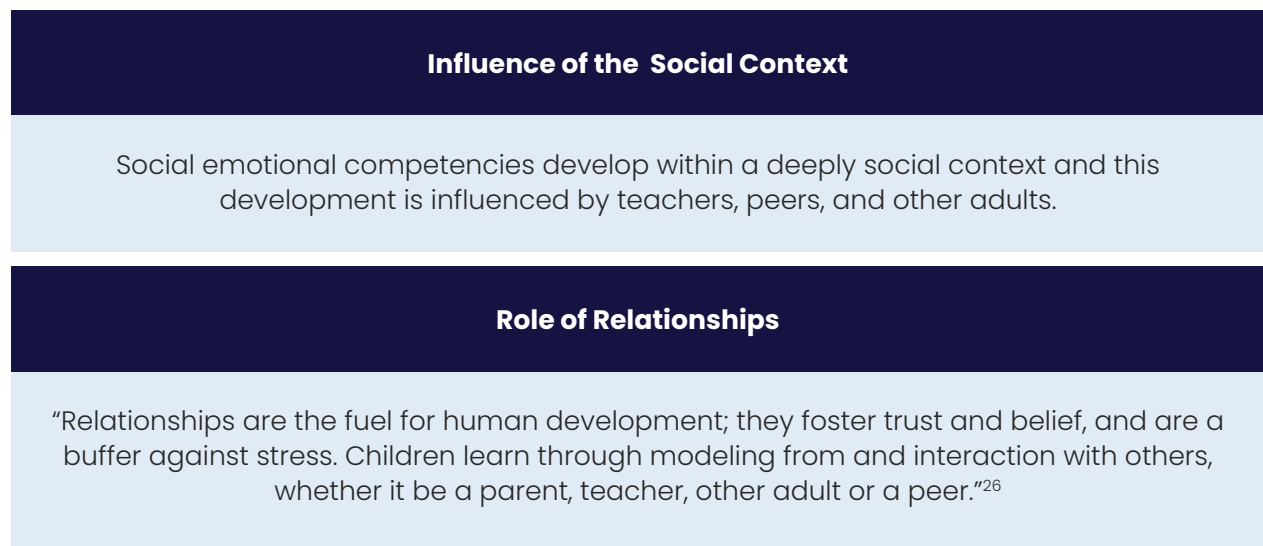 Influence of the  Social Context
Social emotional competencies develop within a deeply social context and this
development is influenced by teachers, peers, and other adults.
Role of Relationships
“Relationships are the fuel for human development; they foster trust and belief, and are a
buffer against stress. Children learn through modeling from and interaction with others,
whether it be a parent, teacher, other adult or a peer.”26